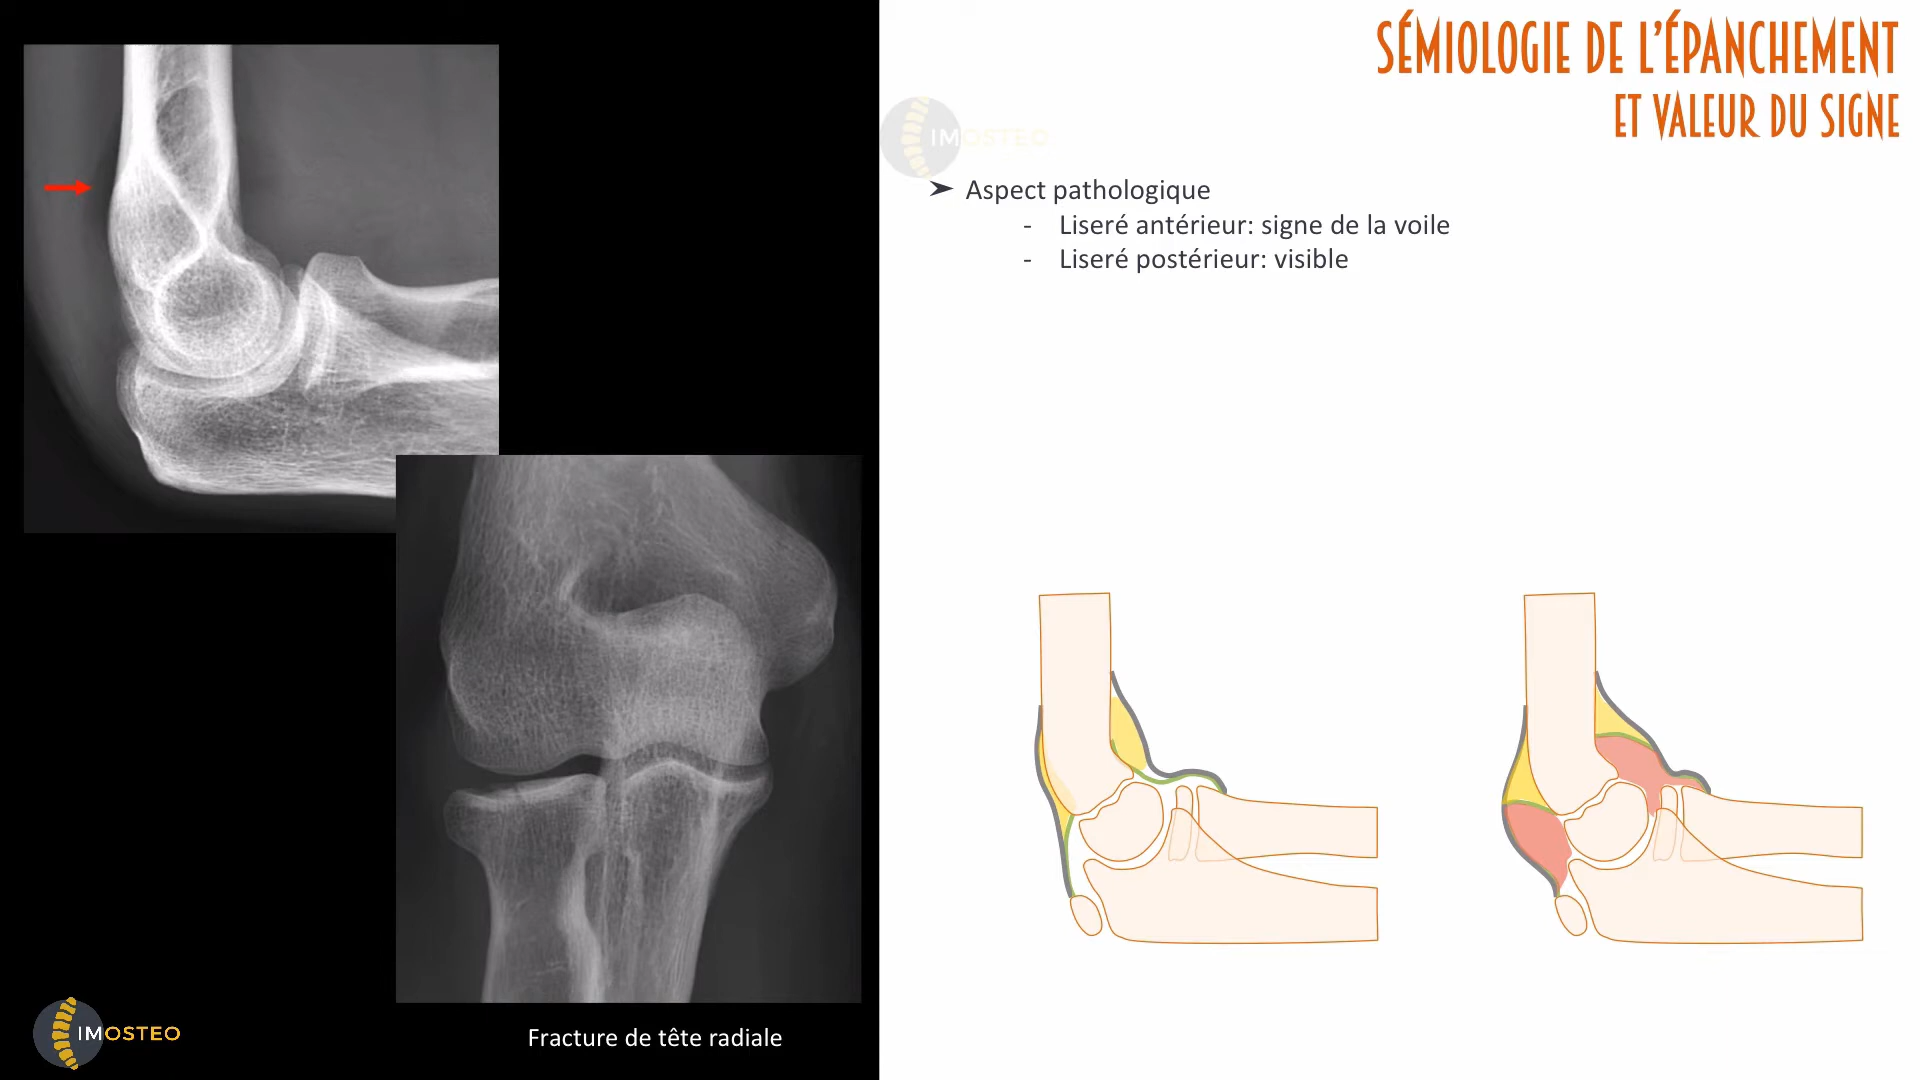 SÉMIOLOGIE DE L'ÉPANCHEMENT
ET VALEUR DU SIGNE
IMOSTEO
➤ Aspect pathologique
- Liseré antérieur: signe de la voile
- Liseré postérieur: visible
IMOSTEO
Fracture de tête radiale